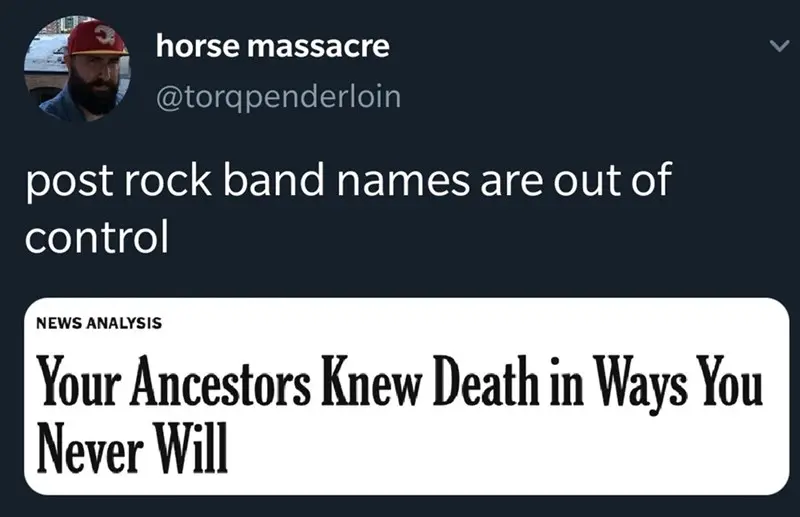 horse massacre
@torqpenderloin
post rock band names are out of
control
NEWS ANALYSIS
Your Ancestors Knew Death in Ways You
Never Will